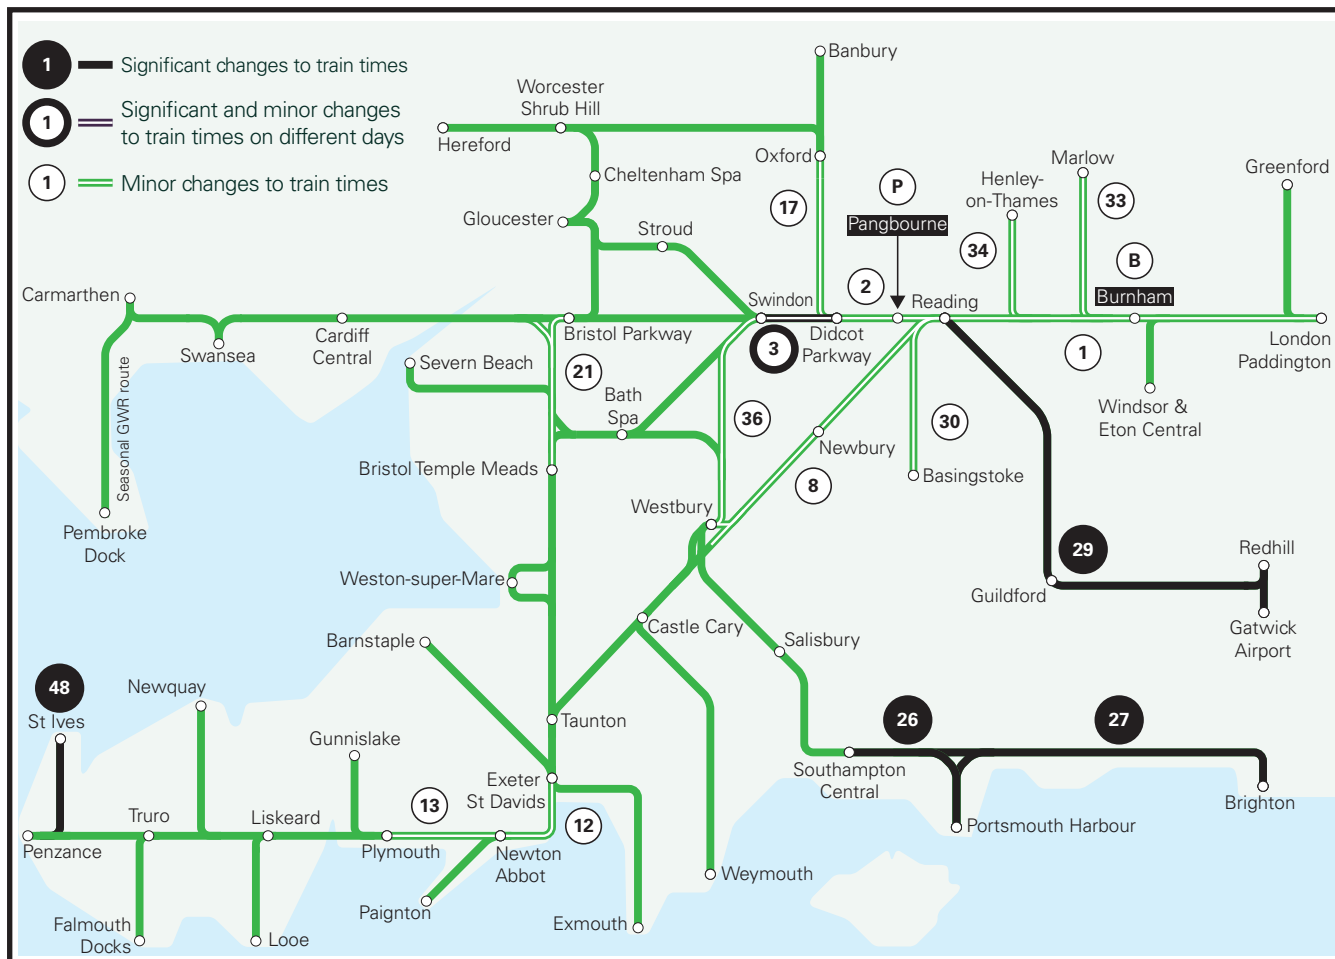 1 Significant changes to train times
1 Significant and minor changes
to train times on different days
1 Minor changes to train times
Banbury
Worcester
Shrub Hill
Hereford
Oxford
Marlow
Greenford
Cheltenham Spa
P
Henley-
on-Thames
33
17
Gloucester
Stroud
Pangbourne
34
B
Carmarthen
2
Swindon
Reading
Burnham
Swansea
Cardiff
Central
Bristol Parkway
3
Didcot
Parkway
1
London
Paddington
Severn Beach
21
Bath
Spa
36
30
Windsor &
Eton Central
Seasonal GWR route
Newbury
Bristol Temple Meads
8
Basingstoke
Westbury
Pembroke
Dock
29
Redhill
Weston-super-Mare
Guildford
Gatwick
Airport
Castle Cary
Barnstaple
Salisbury
48
St Ives
Newquay
Taunton
26
27
Gunnislake
Exeter
St Davids
Southampton
Central
Brighton
13
12
Truro
Liskeard
Portsmouth Harbour
Penzance
Plymouth
Newton
Abbot
Weymouth
Paignton
Falmouth
Docks
Looe
Exmouth